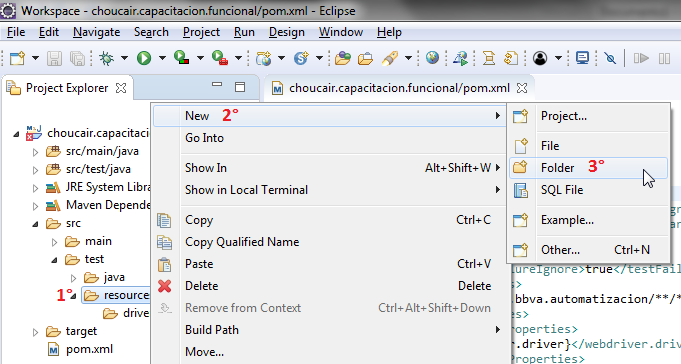 Workspace - choucair.capacitacion.funcional/pom.xml - Eclipse
File Edit Navigate Search Project Run Design Window Help
Project Explorer
choucair.capacitacion.funcional/pom.xml
choucair.capacitac
src/main/java
src/test/java
JRE System Libra
Maven Depende
src
main
test
java
1° resource
drive
target
pom.xml
New 2°
Go Into
Show In Alt+Shift+W
Show in Local Terminal
Copy Ctrl+C
Copy Qualified Name
Paste Ctrl+V
Delete Delete
Remove from Context Ctrl+Alt+Shift+Down
Build Path
Move...
Project...
File
Folder 3°
SQL File
Example...
Other... Ctrl+N
lureIgnore>true</testFail
>
bbva.automatizacion/**/*
s>
Properties>
r.driver}</webdriver.driv
Properties>